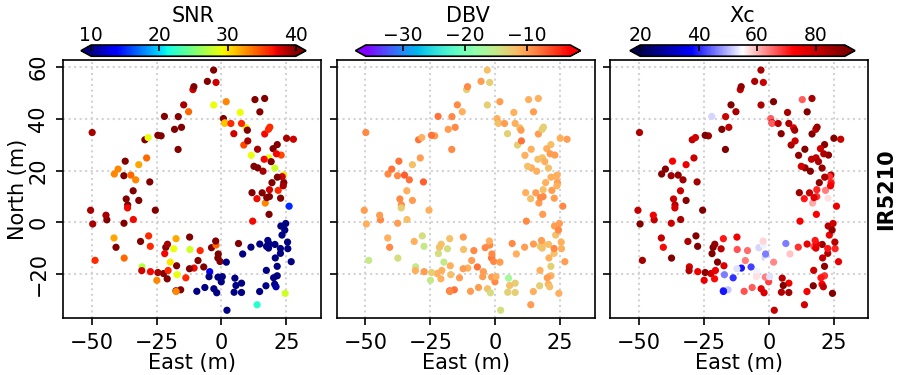 SNR DBV Xc
10 20 30 40 −30 −20 −10 20 40 60 80
60
40
20
0
−20
North (m)
−50 −25 0 25 −50 −25 0 25 −50 −25 0 25
East (m) East (m) East (m)
IR5210